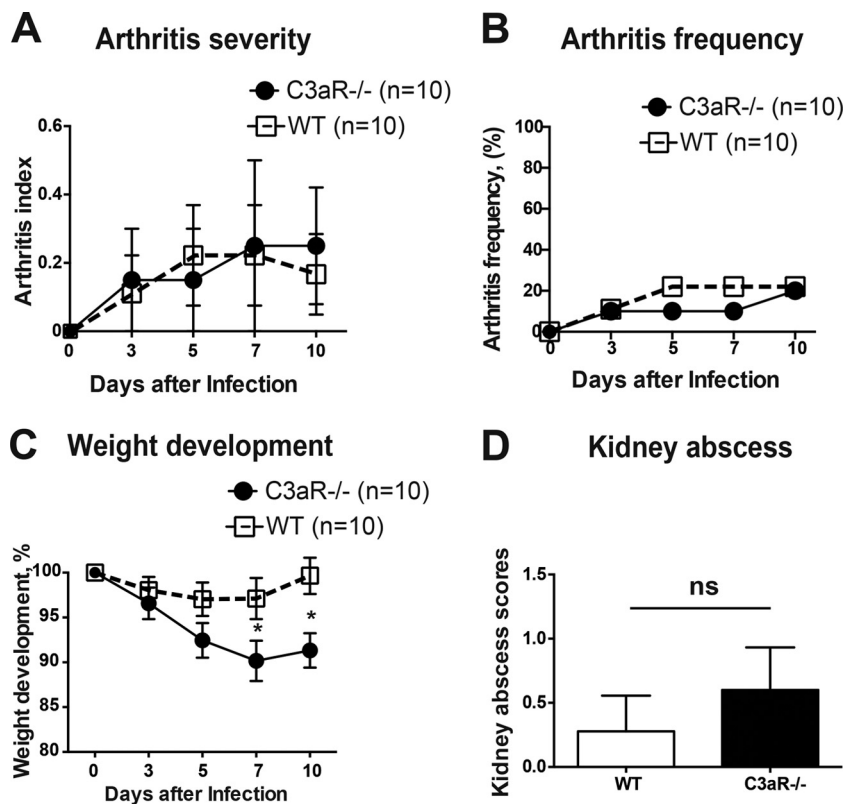 A Arthritis severity
C3aR-/- (n=10)
WT (n=10)
Arthritis index
0.6
0.4
0.2
0
0 3 5 7 10
Days after Infection
B Arthritis frequency
C3aR-/- (n=10)
WT (n=10)
Arthritis frequency, (%)
100
80
60
40
20
0
0 3 5 7 10
Days after Infection
C Weight development
C3aR-/- (n=10)
WT (n=10)
Weight development, %
100
95
90
85
80
* *
0 3 5 7 10
Days after Infection
D Kidney abscess
Kidney abscess scores
1.5
1.0
0.5
0.0
ns
WT C3aR-/-